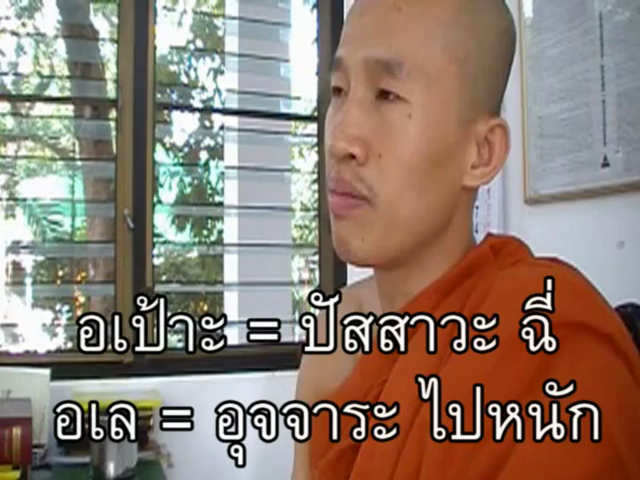 อเป้าะ = ปัสสาวะ ฉี่
อเล = อุจจาระ ไปหนัก